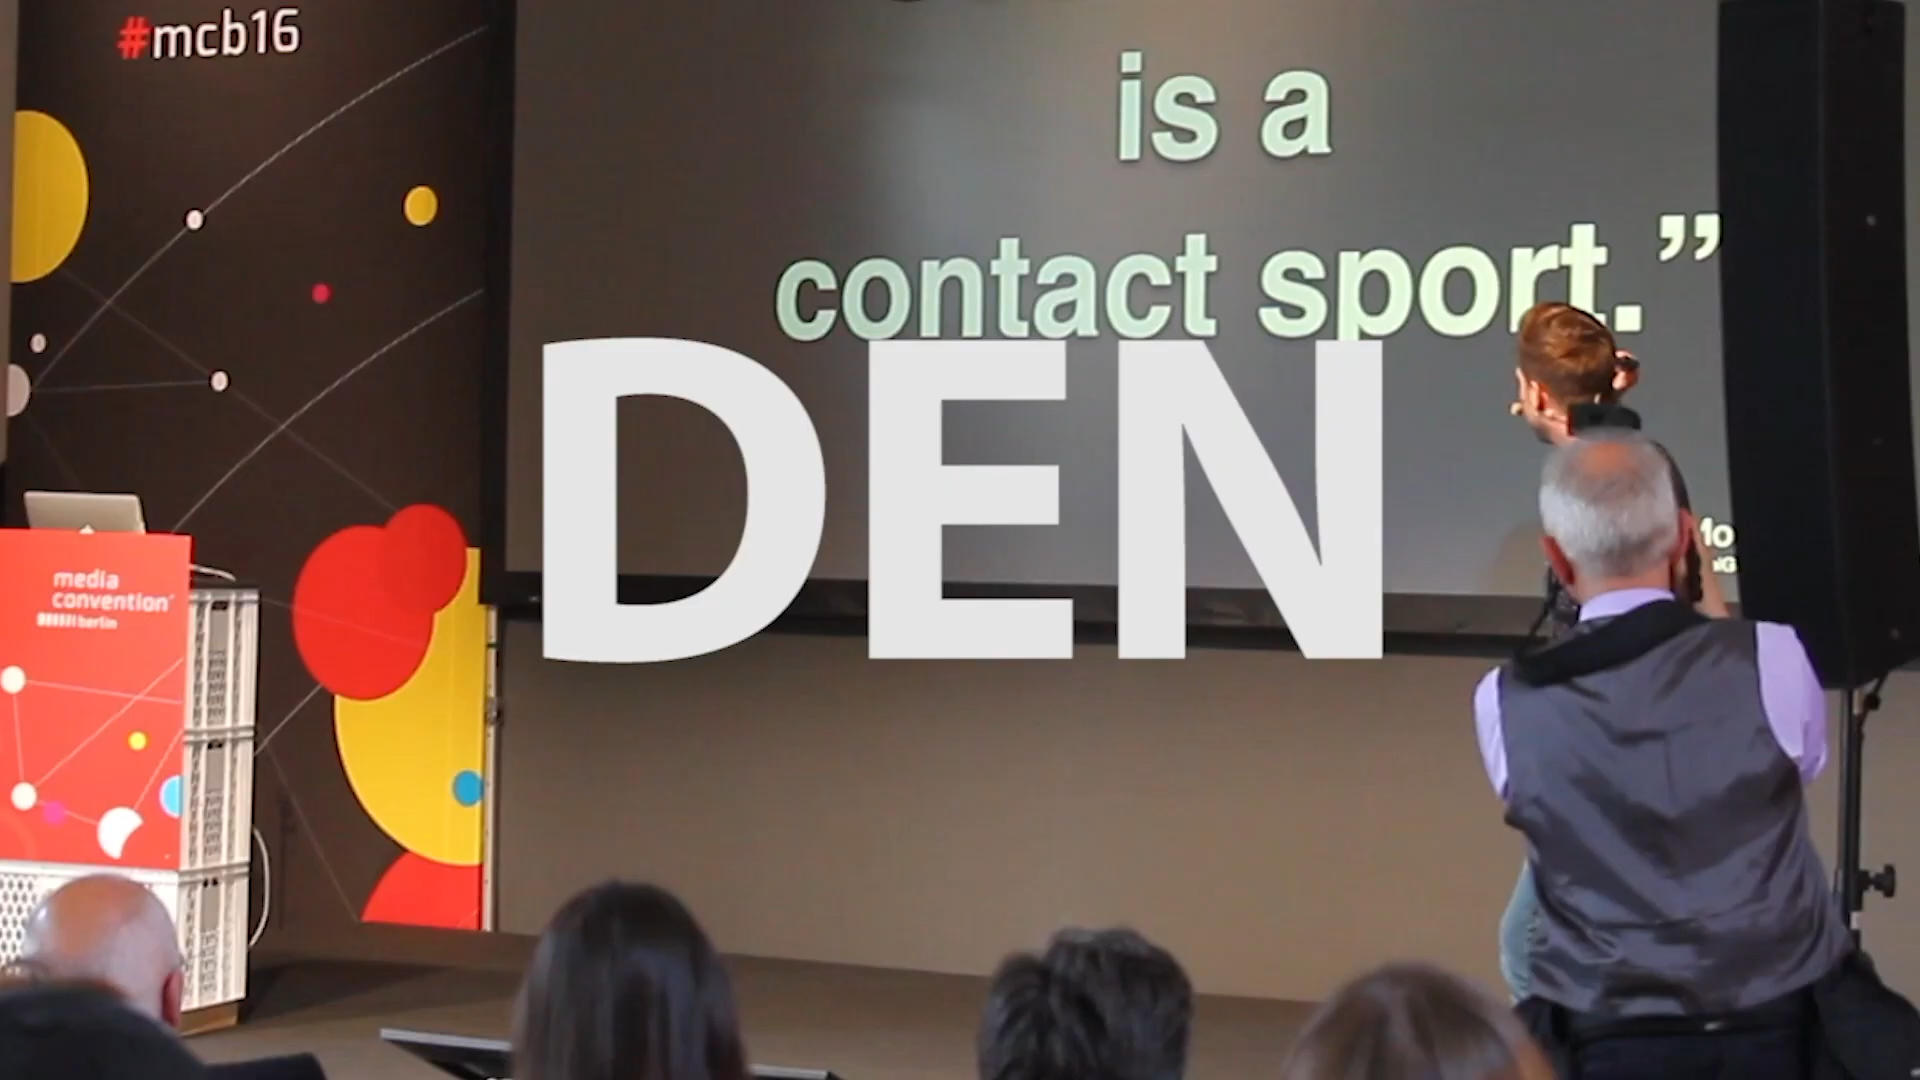 #mcb16
is a
contact sport.”
DEN
media
convention
berlin